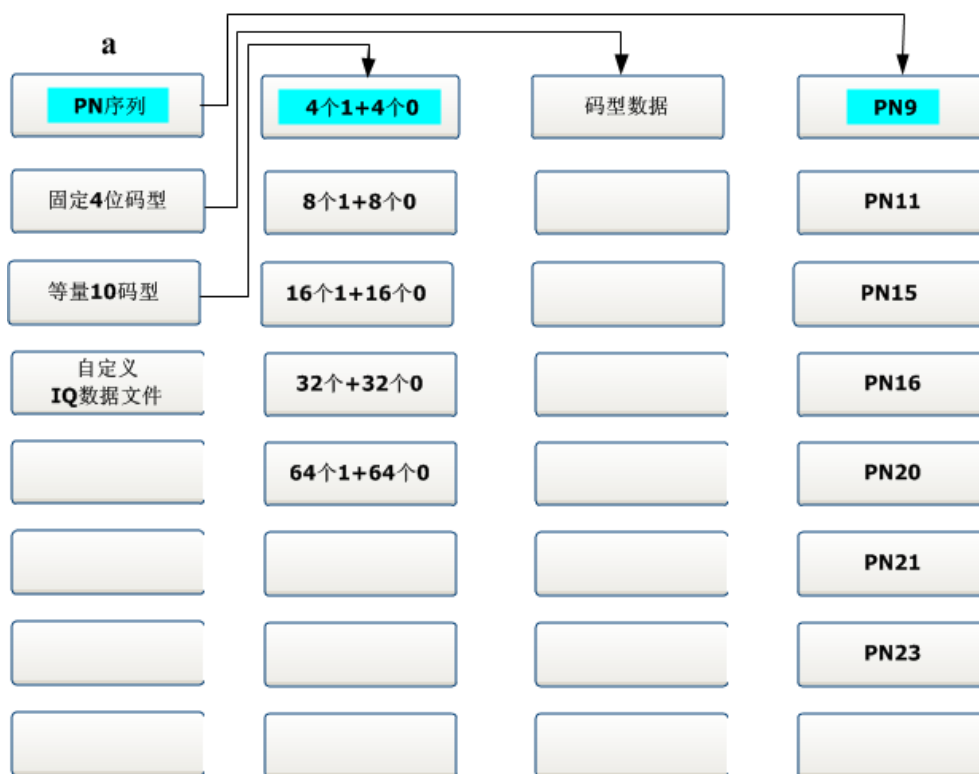 a
PN序列
固定4位码型
等量10码型
自定义
IQ数据文件
4个1+4个0
8个1+8个0
16个1+16个0
32个+32个0
64个1+64个0
码型数据
PN9
PN11
PN15
PN16
PN20
PN21
PN23